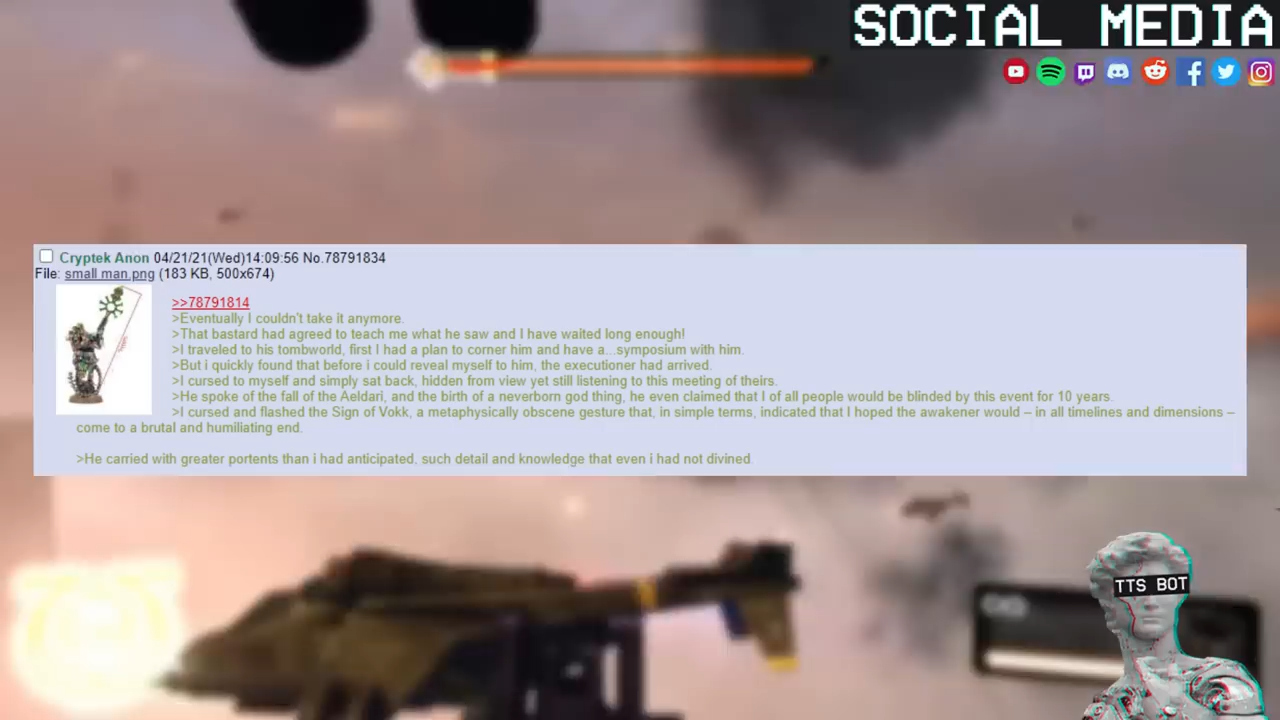 SOCIAL MEDIA
Cryptek Anon 04/21/21(Wed)14:09:56 No.78791834
File: small man.png (183 KB, 500x674)
>>78791814
>Eventually I couldn't take it anymore.
>That bastard had agreed to teach me what he saw and I have waited long enough!
>I traveled to his tombworld, first I had a plan to corner him and have a...symposium with him.
>But i quickly found that before i could reveal myself to him, the executioner had arrived.
>I cursed to myself and simply sat back, hidden from view yet still listening to this meeting of theirs.
>He spoke of the fall of the Aeldari, and the birth of a neverborn god thing, he even claimed that I of all people would be blinded by this event for 10 years.
>I cursed and flashed the Sign of Vokk, a metaphysically obscene gesture that, in simple terms, indicated that I hoped the awakener would – in all timelines and dimensions –
come to a brutal and humiliating end.
>He carried with greater portents than i had anticipated, such detail and knowledge that even i had not divined.
TTS BOT